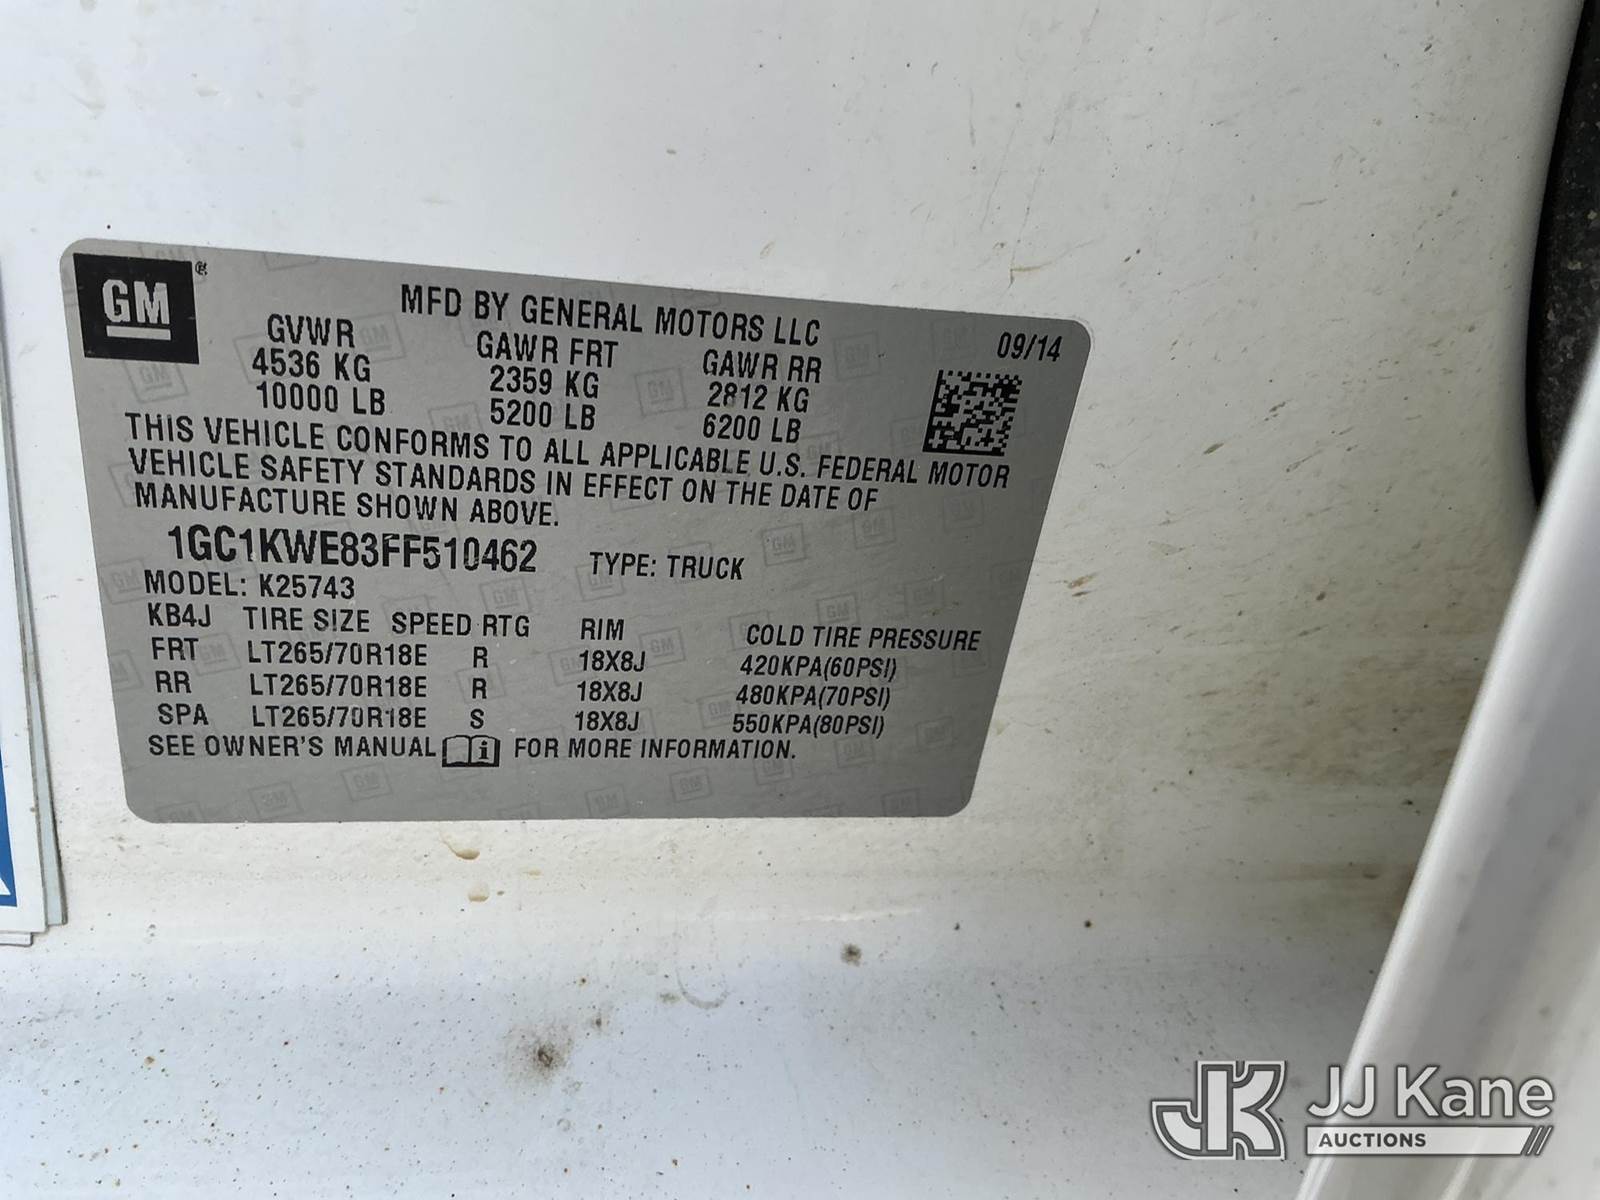 GM
MFD BY GENERAL MOTORS LLC
09/14
GVWR GAWR FRT GAWR RR
4536 KG 2359 KG 2812 KG
10000 LB 5200 LB 6200 LB
THIS VEHICLE CONFORMS TO ALL APPLICABLE U.S. FEDERAL MOTOR
VEHICLE SAFETY STANDARDS IN EFFECT ON THE DATE OF
MANUFACTURE SHOWN ABOVE.
1GC1KWE83FF510462 TYPE: TRUCK
MODEL: K25743
KB4J TIRE SIZE SPEED RTG RIM COLD TIRE PRESSURE
FRT LT265/70R18E R 18X8J 420KPA(60PSI)
RR LT265/70R18E R 18X8J 480KPA(70PSI)
SPA LT265/70R18E S 18X8J 550KPA(80PSI)
SEE OWNER'S MANUAL i FOR MORE INFORMATION.
JK JJ Kane
AUCTIONS